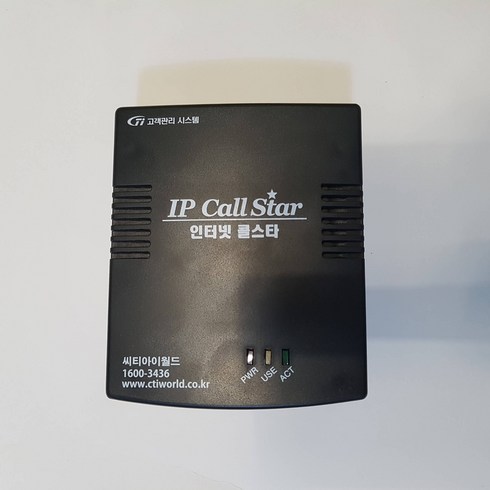 CTi 고객관리 시스템
IP Call Star
인터넷 콜스타
씨티아이월드
1600-3436
www.ctiworld.co.kr
PWR USE ACT